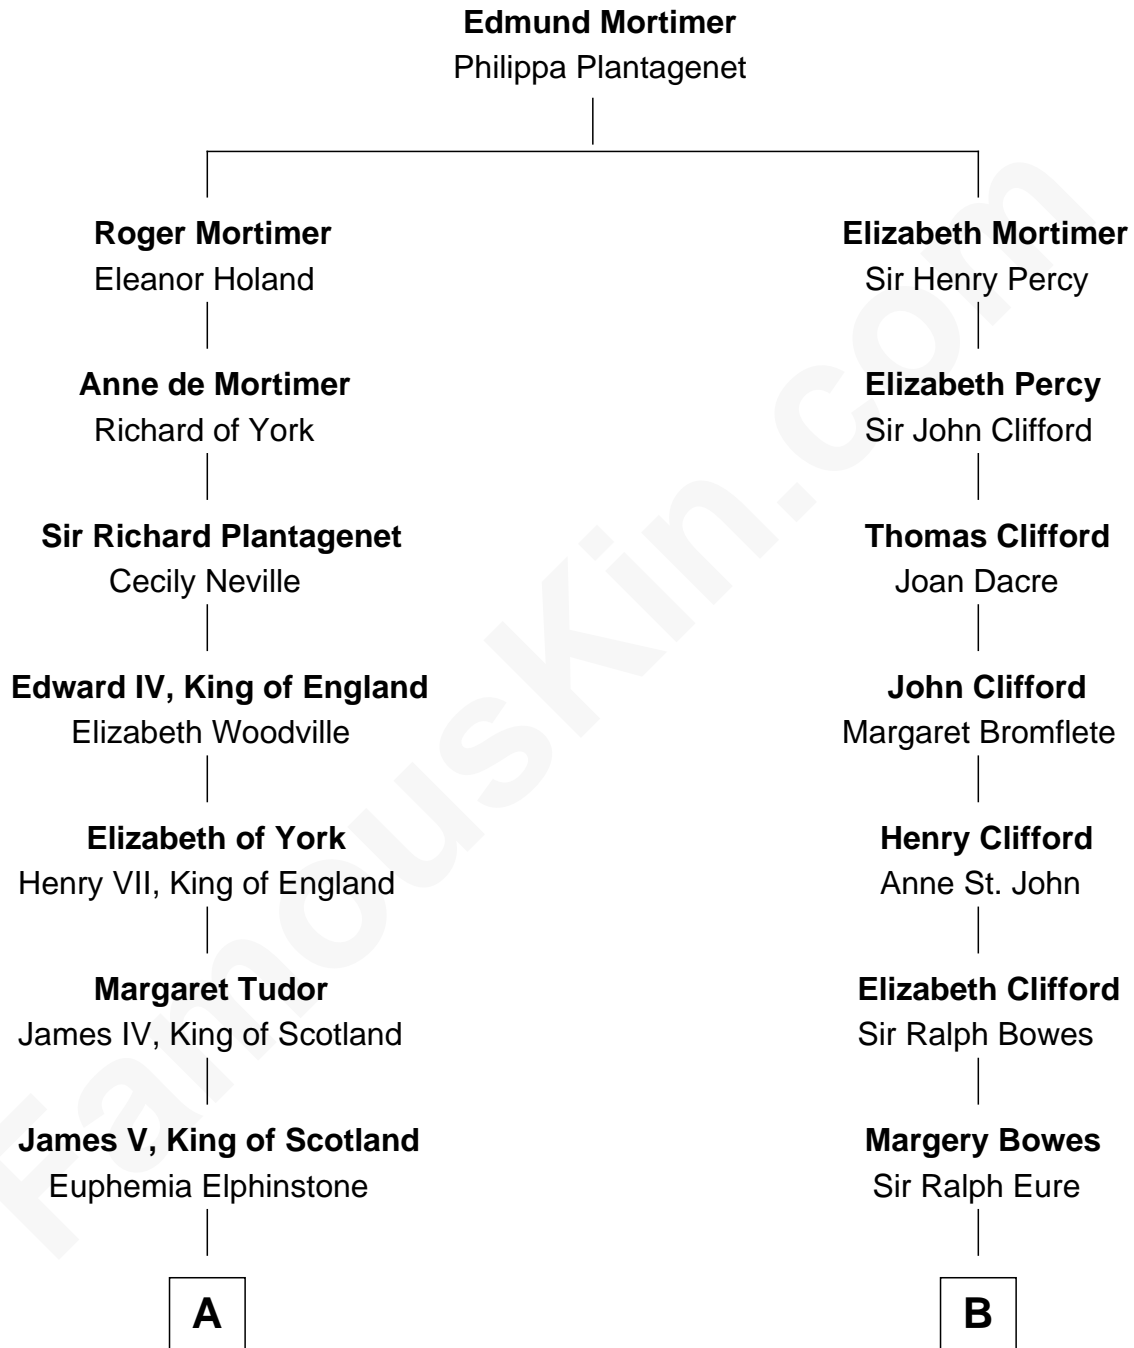 Edmund Mortimer
Philippa Plantagenet
Roger Mortimer
Eleanor Holand
Anne de Mortimer
Richard of York
Sir Richard Plantagenet
Cecily Neville
Edward IV, King of England
Elizabeth Woodville
Elizabeth of York
Henry VII, King of England
Margaret Tudor
James IV, King of Scotland
James V, King of Scotland
Euphemia Elphinstone
A
Elizabeth Mortimer
Sir Henry Percy
Elizabeth Percy
Sir John Clifford
Thomas Clifford
Joan Dacre
John Clifford
Margaret Bromflete
Henry Clifford
Anne St. John
Elizabeth Clifford
Sir Ralph Bowes
Margery Bowes
Sir Ralph Eure
B
FamousKin.com